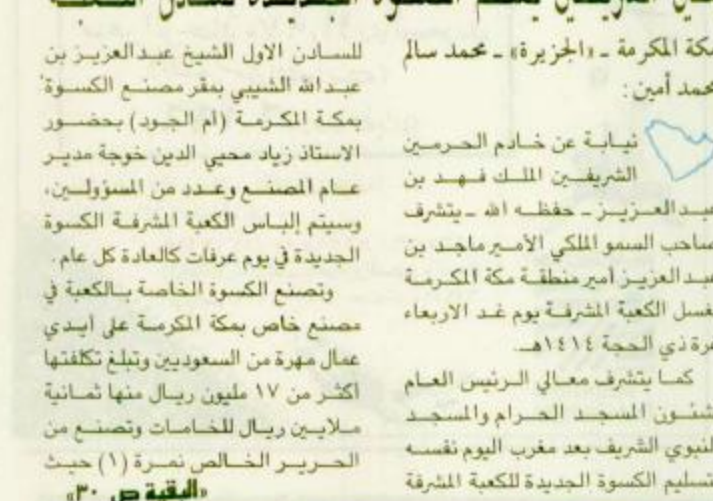 بتسليم الكسوة الجديدة لسادن الكعبة
مكة المكرمة ـ «الجزيرة» ـ محمد سالم
محمد أمين:
نيابة عن خادم الحرمين
الشريفين الملك فهد بن
عبدالعزيز ـ حفظه الله ـ يتشرف
صاحب السمو الملكي الأمير ماجد بن
عبدالعزيز أمير منطقة مكة المكرمة
بغسل الكعبة المشرفة يوم غد الاربعاء
غرة ذي الحجة ١٤١٤هـ.
كما يتشرف معالي الرئيس العام
لشئون المسجد الحرام والمسجد
النبوي الشريف بعد مغرب اليوم نفسه
بتسليم الكسوة الجديدة للكعبة المشرفة
للسادن الاول الشيخ عبدالعزيز بن
عبدالله الشيبي بمقر مصنع الكسوة
بمكة المكرمة (أم الجود) بحضور
الاستاذ زياد محيي الدين خوجة مدير
عام المصنع وعدد من المسؤولين،
وسيتم إلباس الكعبة المشرفة الكسوة
الجديدة في يوم عرفات كالعادة كل عام.
وتصنع الكسوة الخاصة بالكعبة في
مصنع خاص بمكة المكرمة على أيدي
عمال مهرة من السعوديين وتبلغ تكلفتها
اكثر من ١٧ مليون ريال منها ثمانية
ملايين ريال للخامات وتصنع من
الحرير الخالص نمرة (١) حيث
«البقية ص ٣٠»